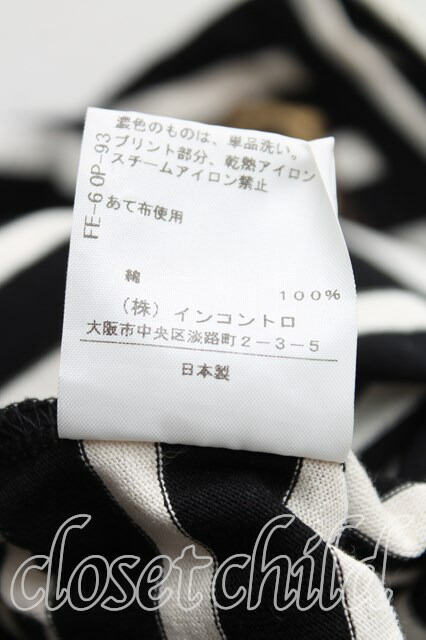 濃色のものは、単品洗い。
プリント部分、乾熱アイロン
スチームアイロン禁止
あて布使用
FE-60P-93
綿
100%
(株)インコントロ
大阪市中央区淡路町2-3-5
日本製
closetchild